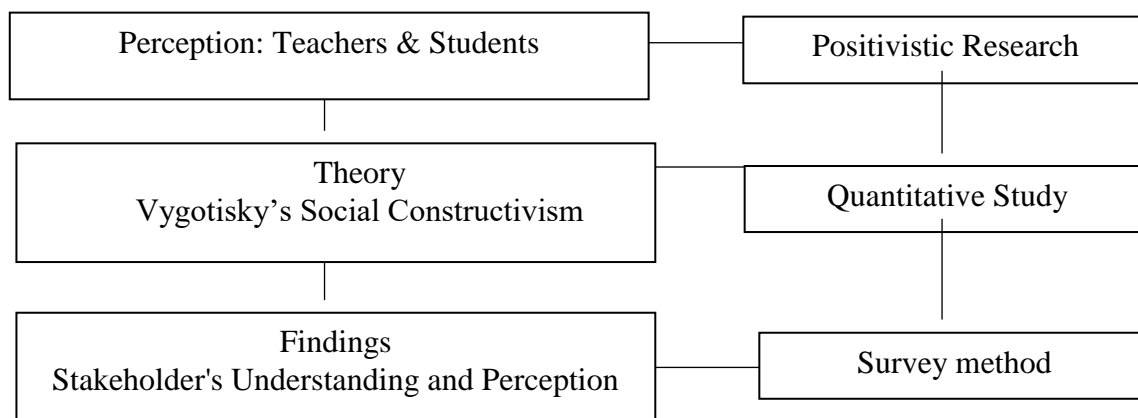 Perception: Teachers & Students
Positivistic Research
Theory
Vygotisky’s Social Constructivism
Quantitative Study
Findings
Stakeholder's Understanding and Perception
Survey method